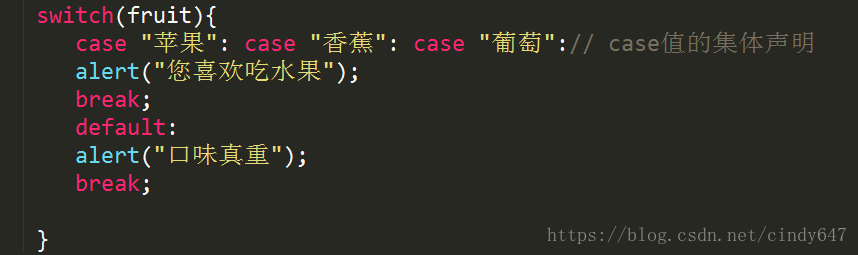 switch(fruit){
case "苹果": case "香蕉": case "葡萄":// case值的集体声明
alert("您喜欢吃水果");
break;
default:
alert("口味真重");
break;
}
https://blog.csdn.net/cindy647